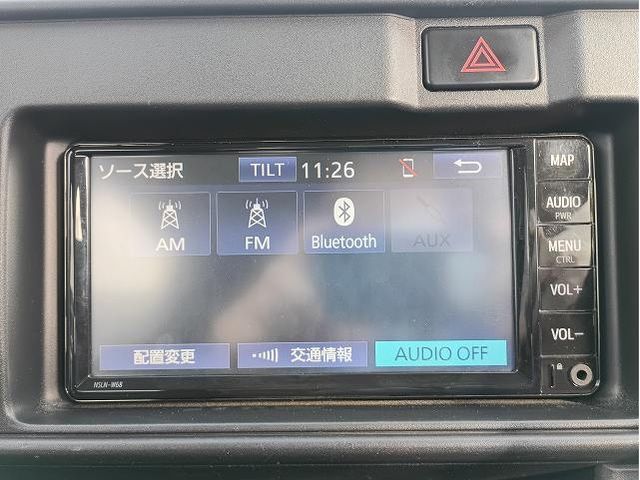 ソース選択 TILT 11:26
AM FM Bluetooth AUX
配置変更 交通情報 AUDIO OFF
NSLN-W68
MAP
AUDIO
PWR
MENU
CTRL
VOL+
VOL-